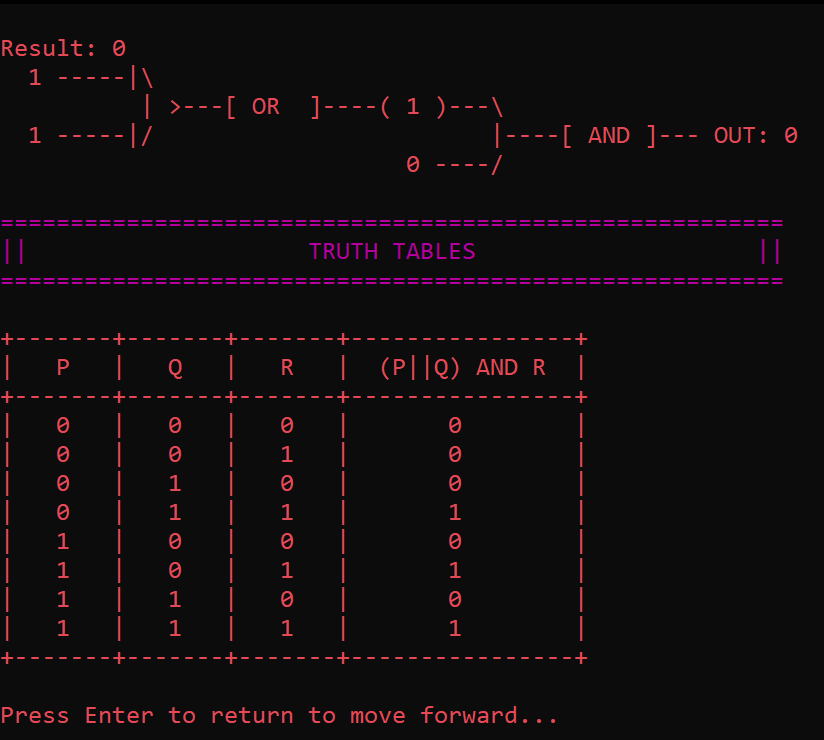 Result: 0
  1 -----|\
          | >---[ OR  ]----( 1 )---\
  1 -----|/                        |----[ AND ]--- OUT: 0
                             0 ----/
========================================================
||                    TRUTH TABLES                    ||
========================================================
+-------+-------+-------+----------------+
|   P   |   Q   |   R   |  (P||Q) AND R  |
+-------+-------+-------+----------------+
|   0   |   0   |   0   |       0        |
|   0   |   0   |   1   |       0        |
|   0   |   1   |   0   |       0        |
|   0   |   1   |   1   |       1        |
|   1   |   0   |   0   |       0        |
|   1   |   0   |   1   |       1        |
|   1   |   1   |   0   |       0        |
|   1   |   1   |   1   |       1        |
+-------+-------+-------+----------------+
Press Enter to return to move forward...